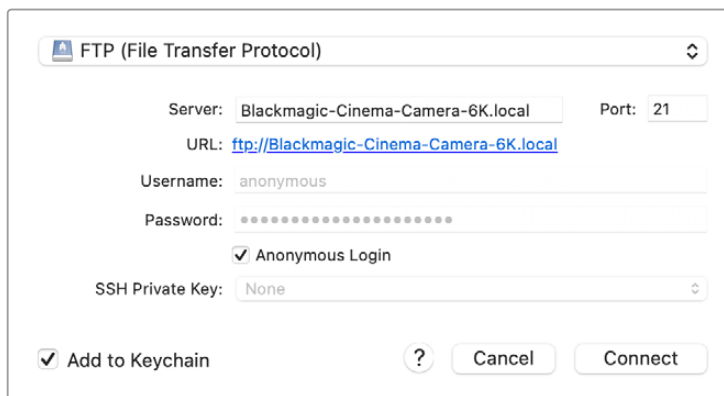 FTP (File Transfer Protocol)
Server: Blackmagic-Cinema-Camera-6K.local Port: 21
URL: ftp://Blackmagic-Cinema-Camera-6K.local
Username: anonymous
Password: ●●●●●●●●●●●●●●●●●●●●●
Anonymous Login
SSH Private Key: None
Add to Keychain ? Cancel Connect